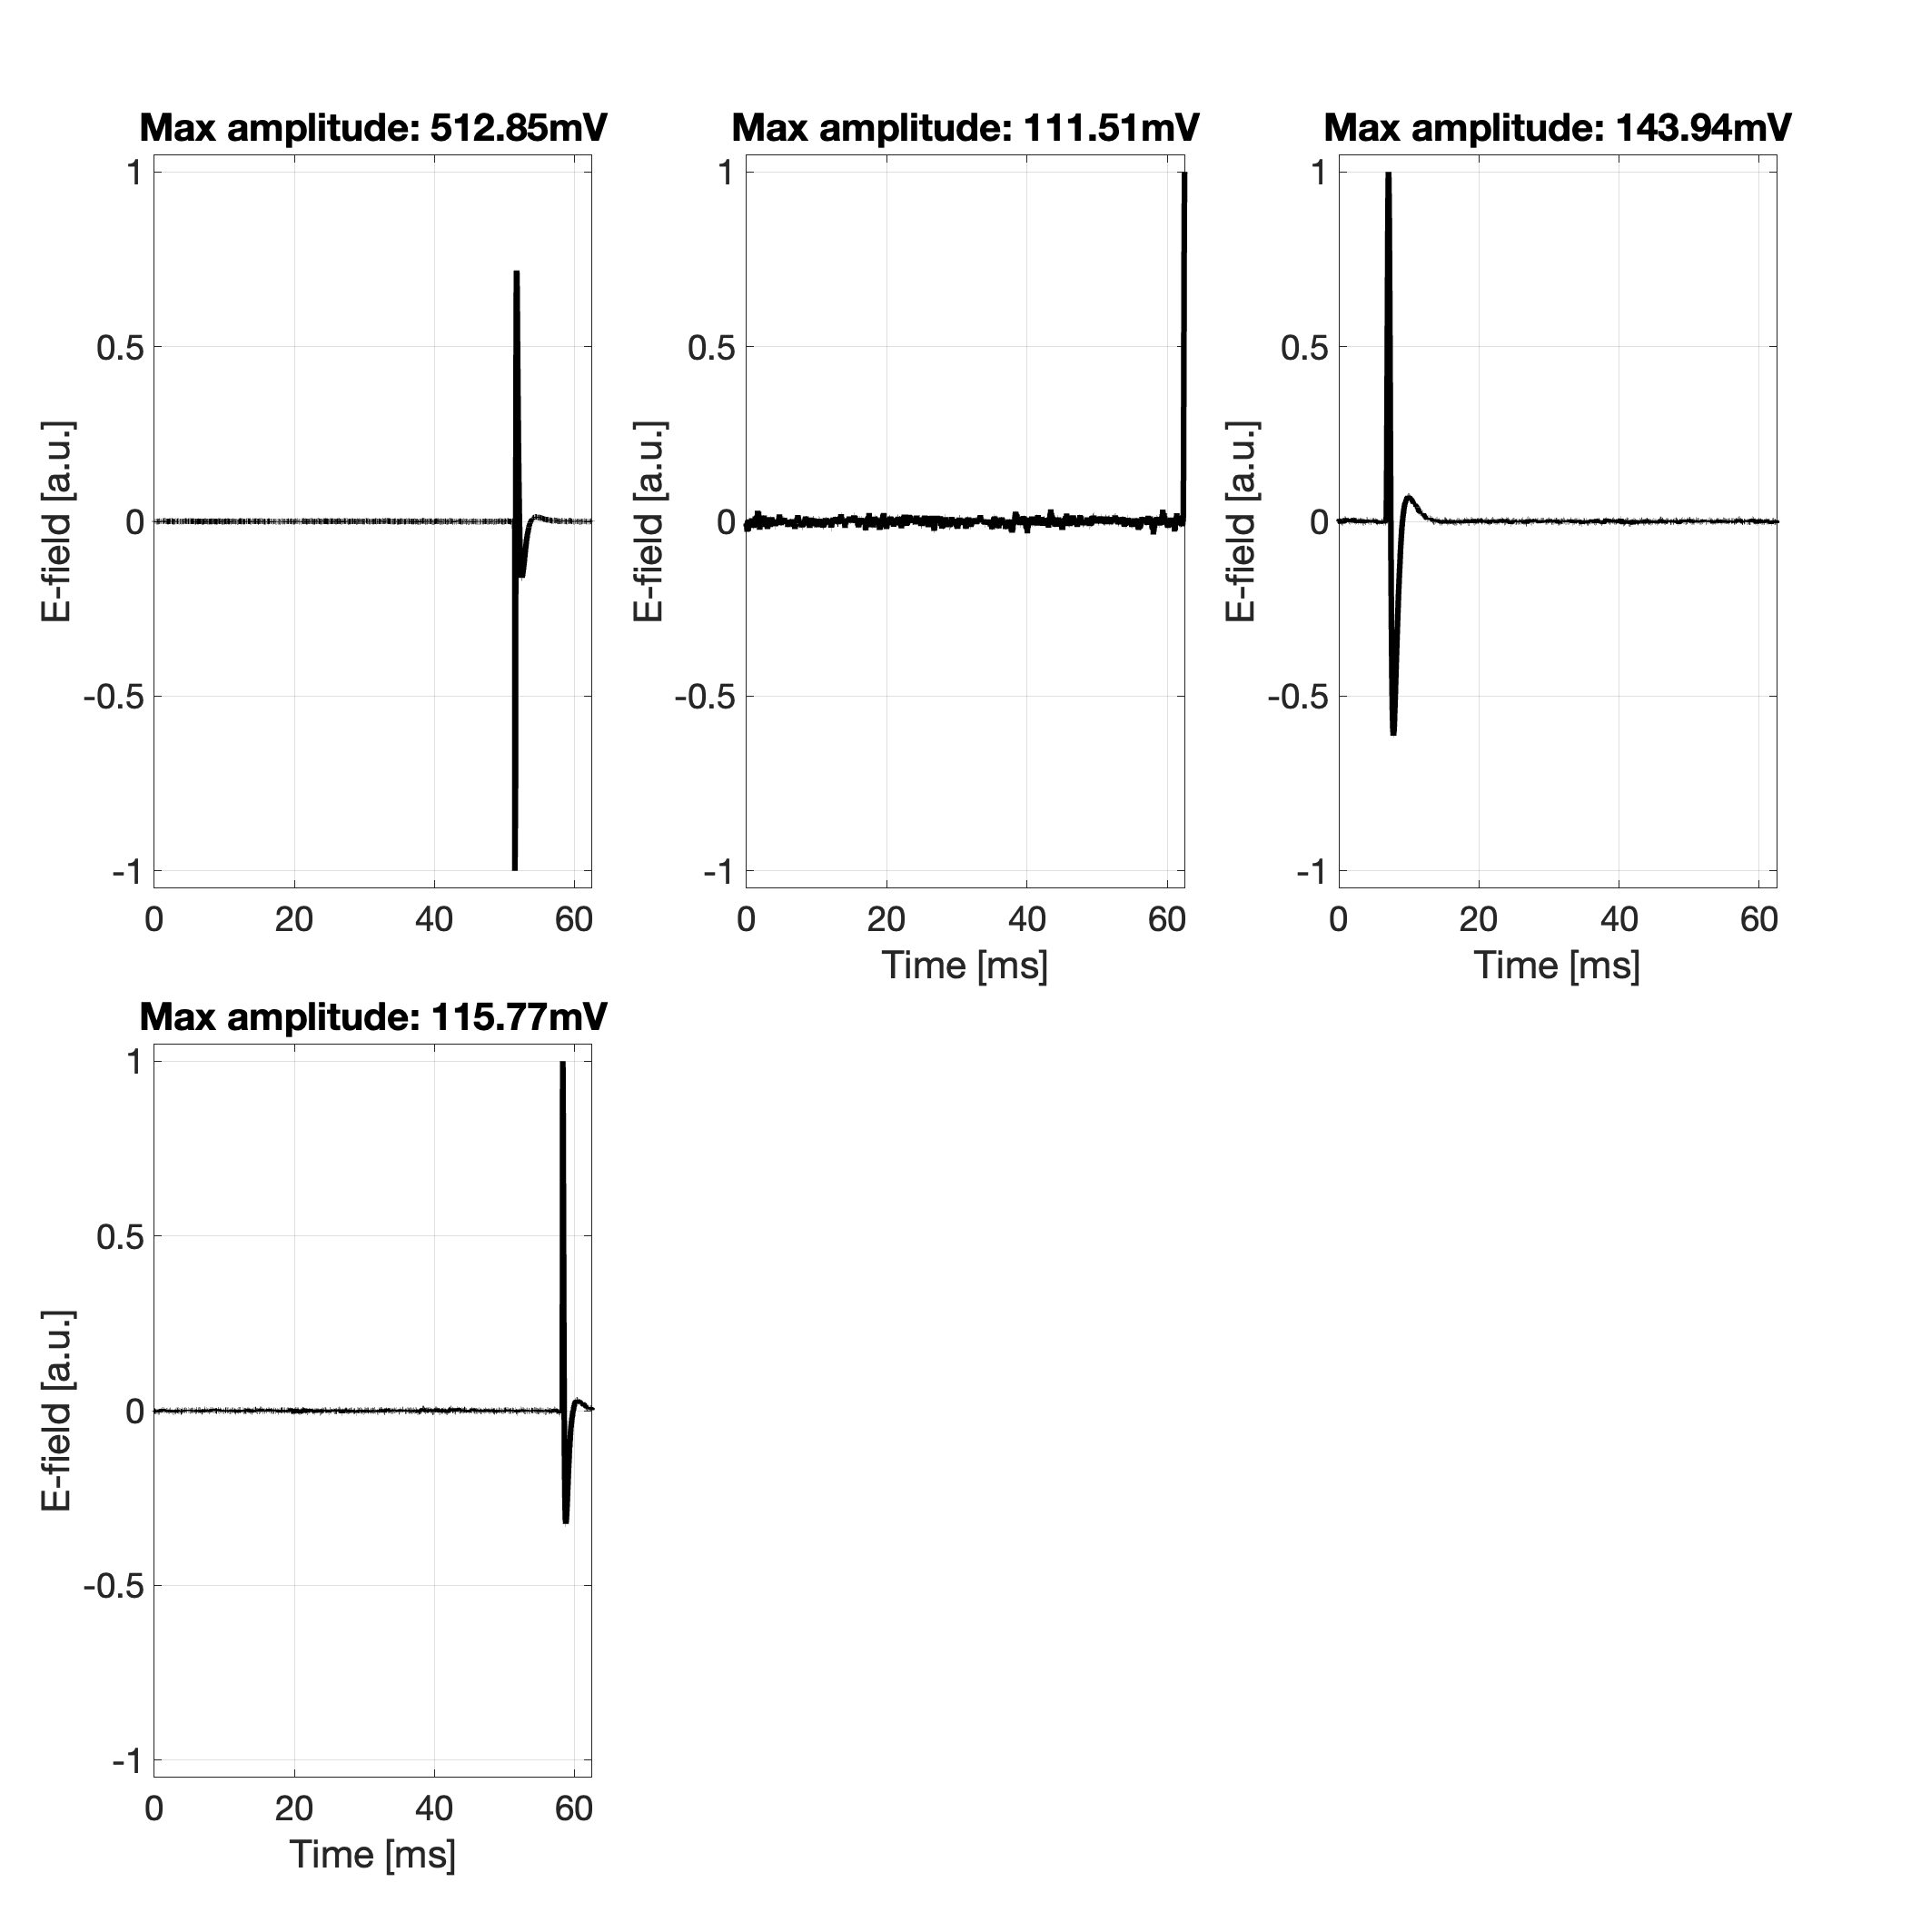 Max amplitude: 512.85mV
1
0.5
0
-0.5
-1
E-field [a.u.]
0 20 40 60
Max amplitude: 111.51mV
1
0.5
0
-0.5
-1
E-field [a.u.]
0 20 40 60
Time [ms]
Max amplitude: 143.94mV
1
0.5
0
-0.5
-1
E-field [a.u.]
0 20 40 60
Time [ms]
Max amplitude: 115.77mV
1
0.5
0
-0.5
-1
E-field [a.u.]
0 20 40 60
Time [ms]